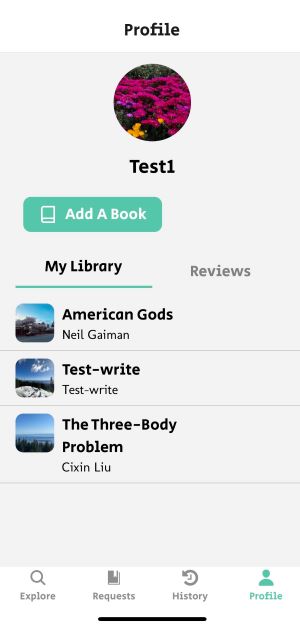 Profile
Test1
Add A Book
My Library
Reviews
American Gods
Neil Gaiman
Test-write
Test-write
The Three-Body
Problem
Cixin Liu
Explore
Requests
History
Profile